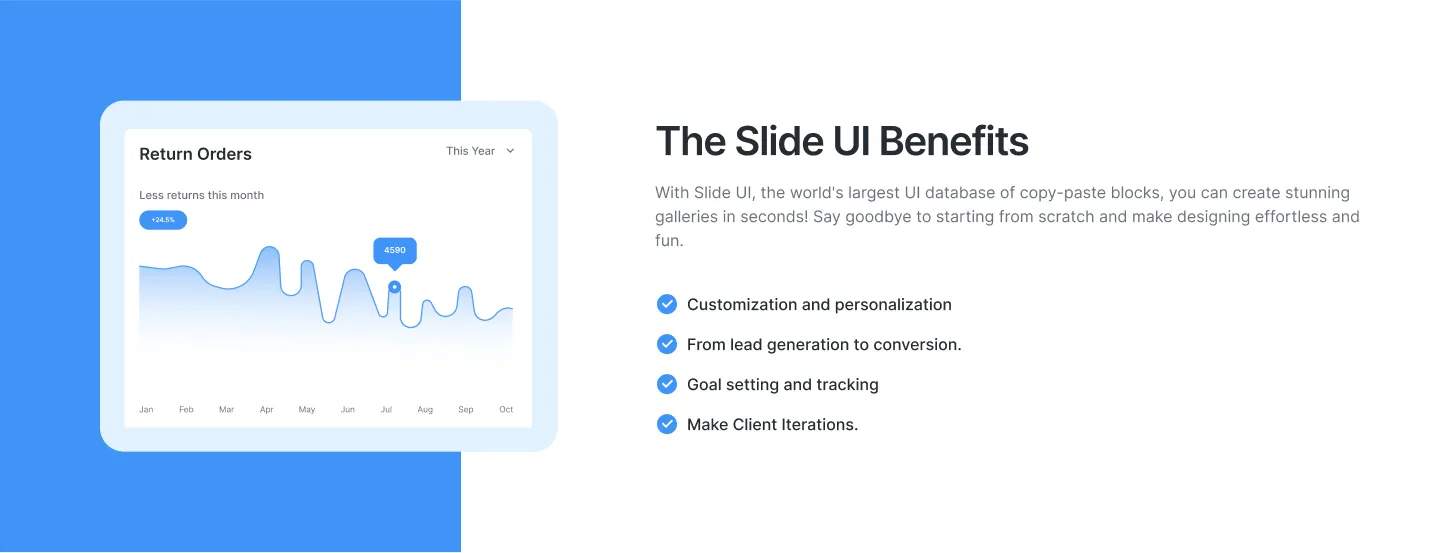 Return Orders
This Year
Less returns this month
+24.5%
4590
Jan Feb Mar Apr May Jun Jul Aug Sep Oct
The Slide UI Benefits
With Slide UI, the world's largest UI database of copy-paste blocks, you can create stunning
galleries in seconds! Say goodbye to starting from scratch and make designing effortless and
fun.
Customization and personalization
From lead generation to conversion.
Goal setting and tracking
Make Client Iterations.